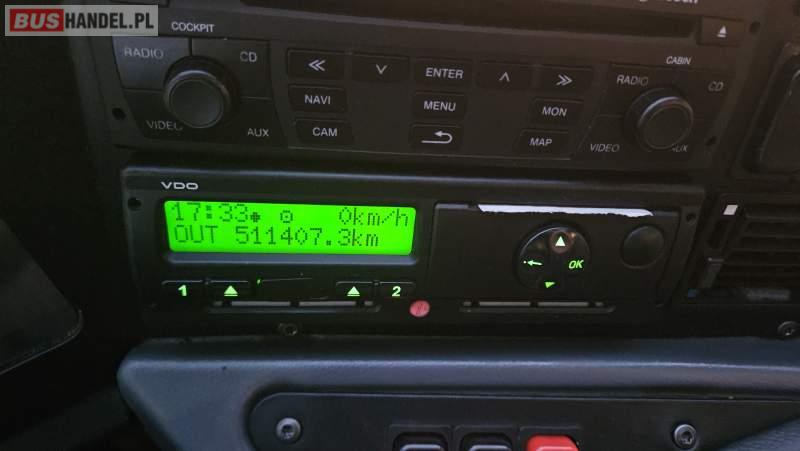 BUSHANDEL.PL
COCKPIT
RADIO
CD
VIDEO
AUX
ENTER
NAVI
MENU
MON
CAM
MAP
CABIN
RADIO
CD
VIDEO
AUX
VDO
17:33 0km/h
OUT 511407.3km
1
2
OK